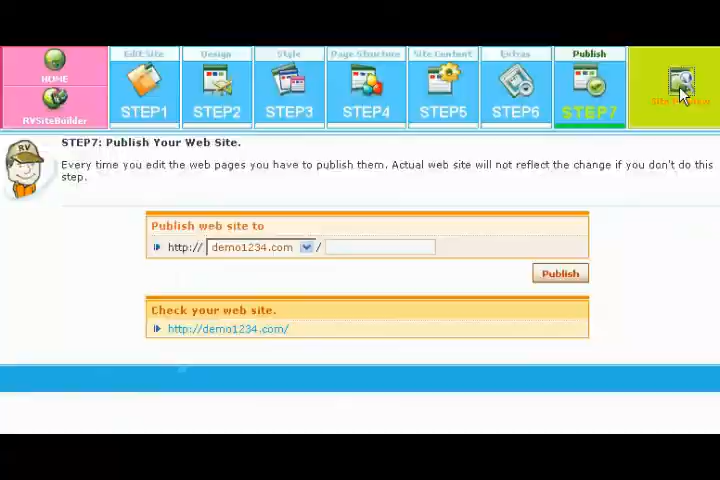 HOME
RVSiteBuilder
Edit Site
STEP1
Design
STEP2
Style
STEP3
Page Structure
STEP4
Site Content
STEP5
Extras
STEP6
Publish
STEP7
Site Preview
RV
STEP7: Publish Your Web Site.
Every time you edit the web pages you have to publish them. Actual web site will not reflect the change if you don't do this
step.
Publish web site to
http:// demo1234.com /
Publish
Check your web site.
http://demo1234.com/